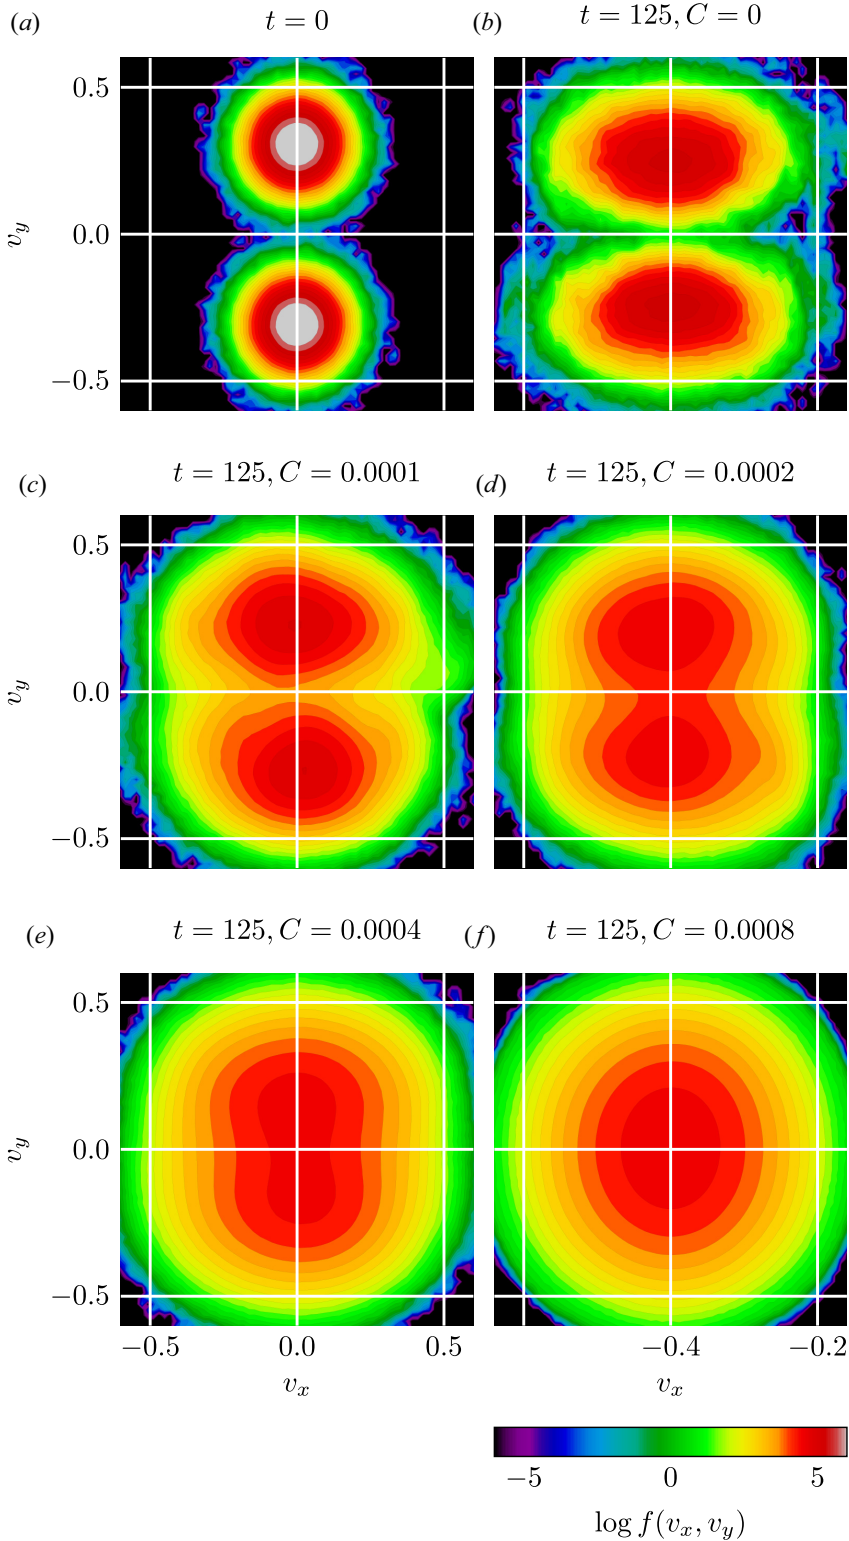 (a) t = 0
(b) t = 125, C = 0
0.5
v_y 0.0
−0.5
(c) t = 125, C = 0.0001
(d) t = 125, C = 0.0002
0.5
v_y 0.0
−0.5
(e) t = 125, C = 0.0004
(f) t = 125, C = 0.0008
0.5
v_y 0.0
−0.5
−0.5 0.0 0.5 −0.4 −0.2
v_x v_x
−5 0 5
log f(v_x, v_y)